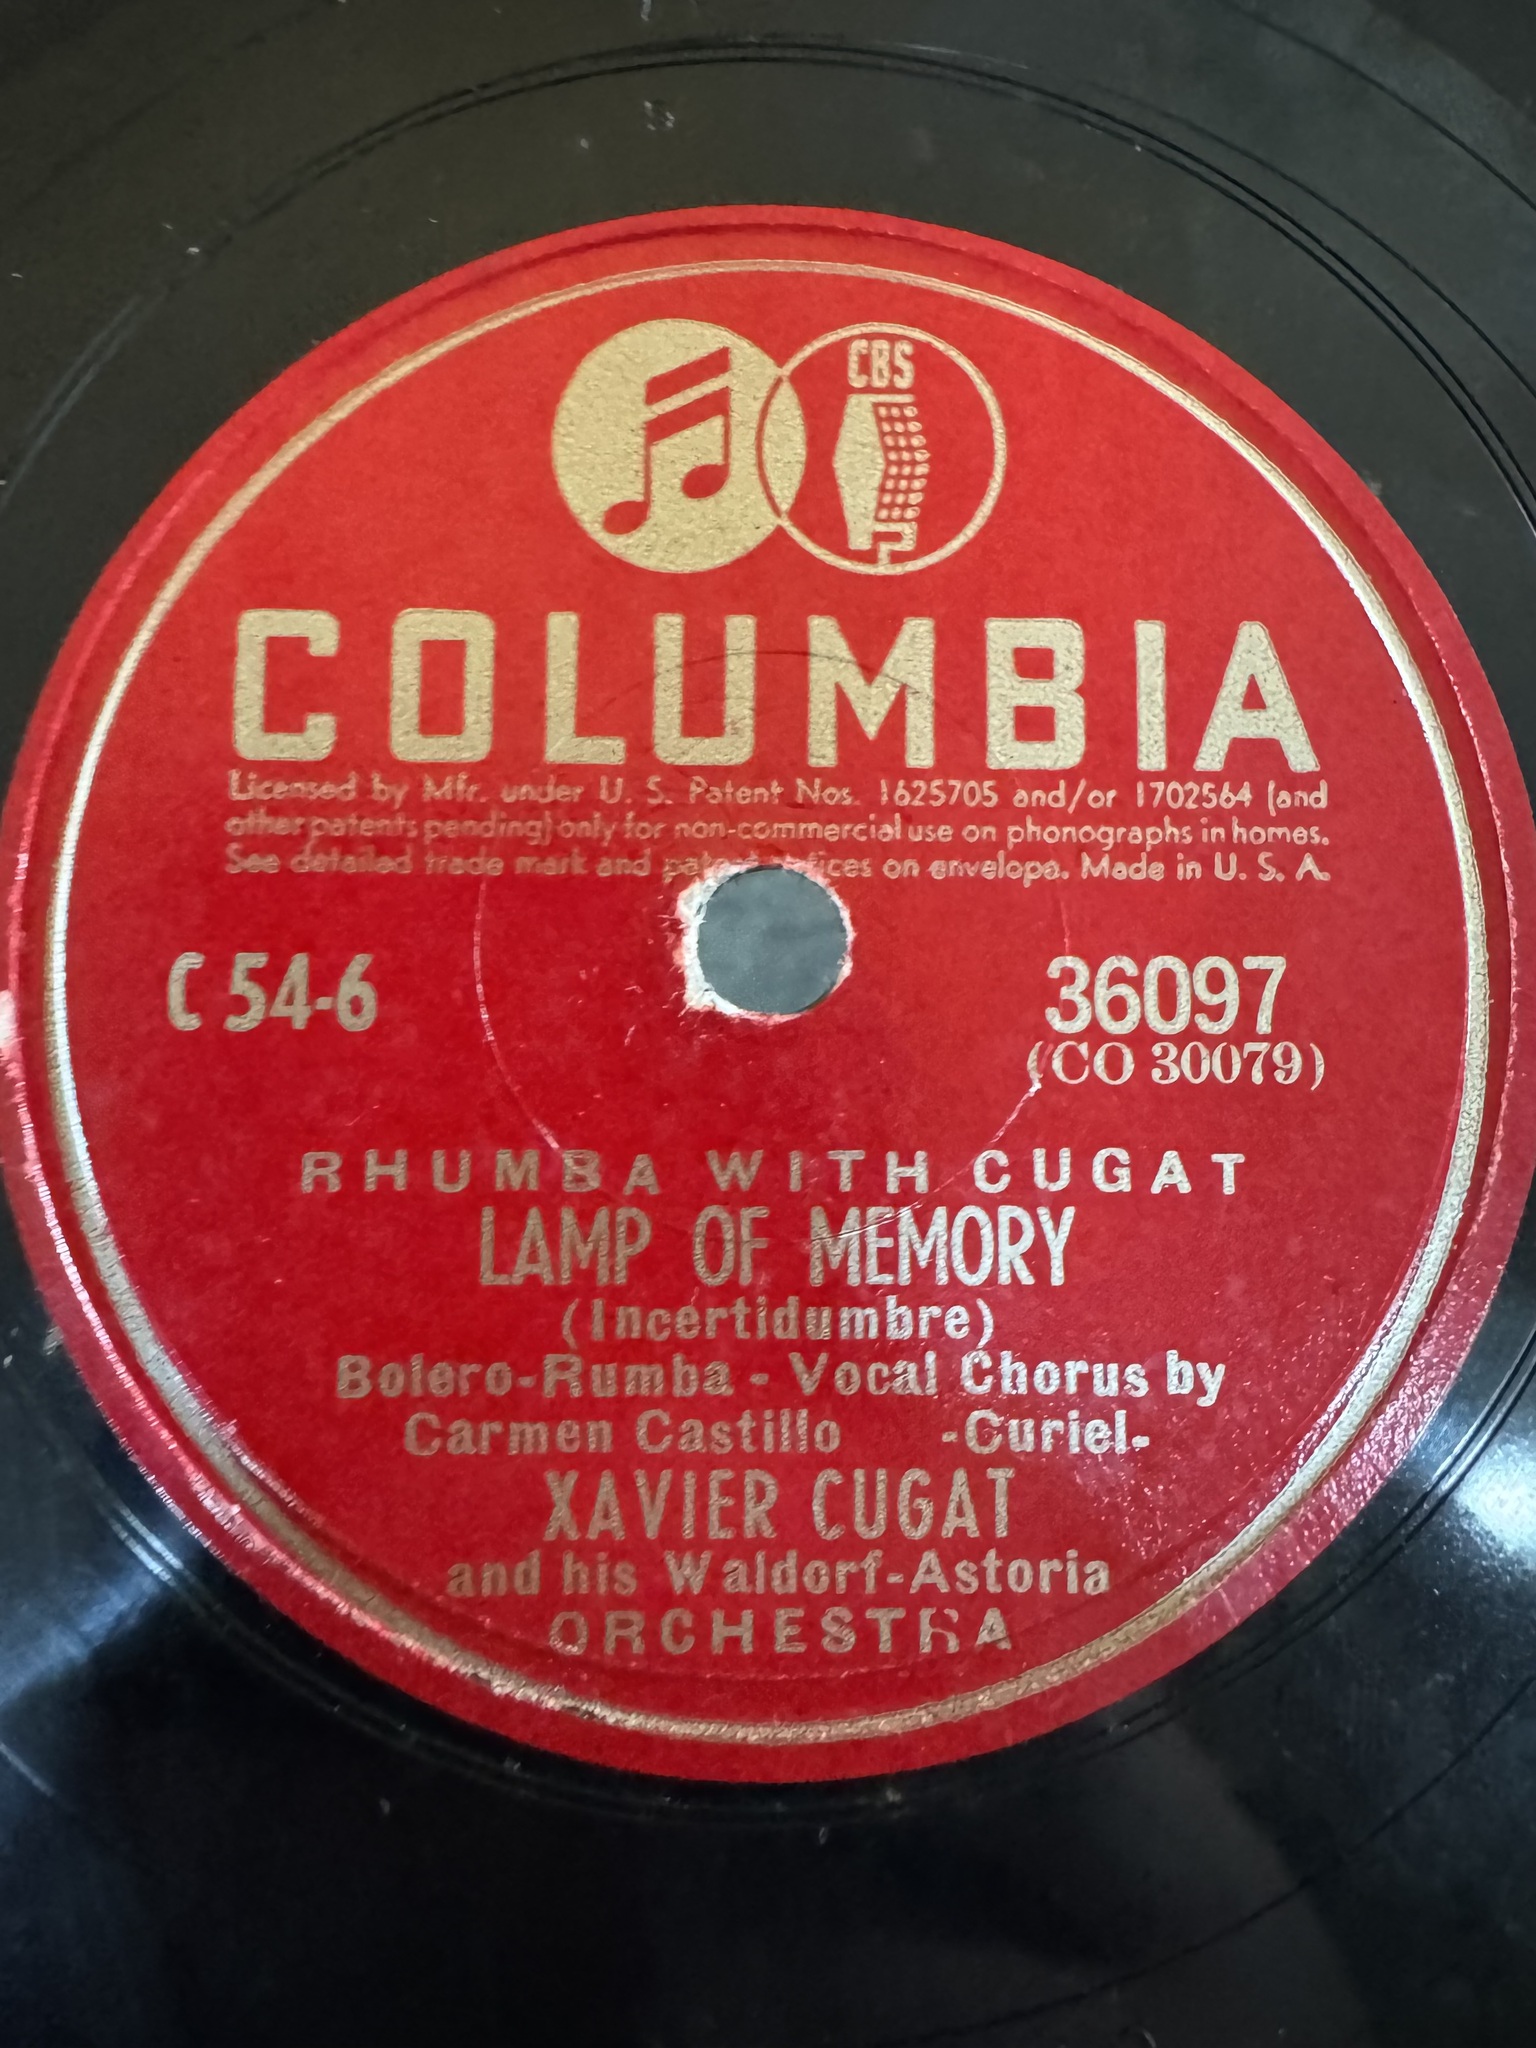 CBS
COLUMBIA
Licensed by Mfr. under U. S. Patent Nos. 1625705 and/or 1702564 (and
other patents pending) only for non-commercial use on phonographs in homes.
See detailed trade mark and patent notices on envelope. Made in U. S. A.
C 54-6
36097
(CO 30079)
RHUMBA WITH CUGAT
LAMP OF MEMORY
(Incertidumbre)
Bolero-Rumba - Vocal Chorus by
Carmen Castillo -Curiel-
XAVIER CUGAT
and his Waldorf-Astoria
ORCHESTRA